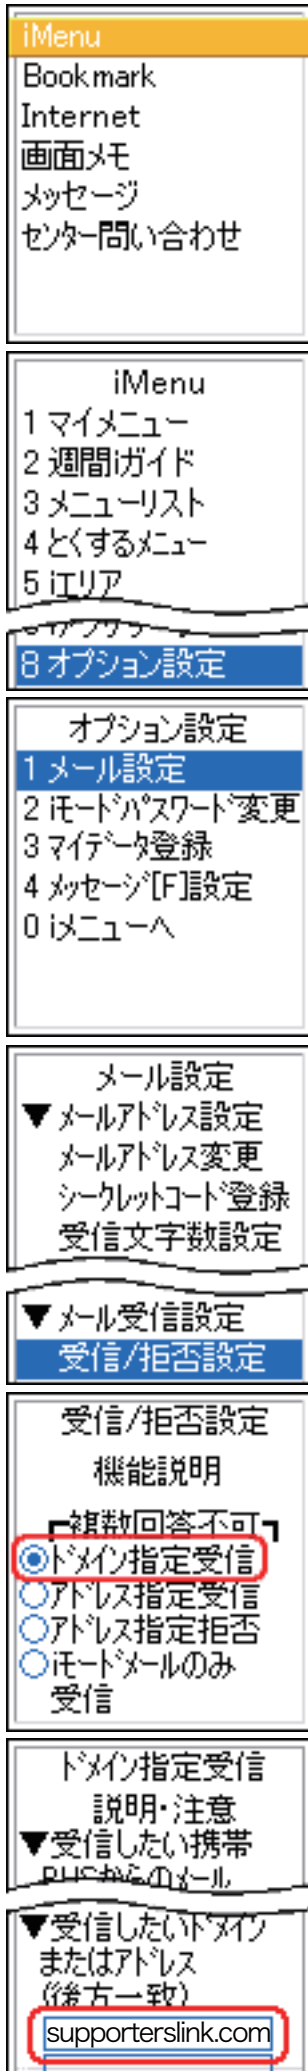 iMenu
Bookmark
Internet
画面メモ
メッセージ
センター問い合わせ
iMenu
1 マイメニュー
2 週間iガイド
3 メニューリスト
4 とくするメニュー
5 iエリア
8 オプション設定
オプション設定
1 メール設定
2 iモードパスワード変更
3 マイデータ登録
4 メッセージ[F]設定
0 iメニューへ
メール設定
▼メールアドレス設定
メールアドレス変更
シークレットコード登録
受信文字数設定
▼メール受信設定
受信/拒否設定
受信/拒否設定
機能説明
┏複数回答不可┓
ドメイン指定受信
アドレス指定受信
アドレス指定拒否
iモードメールのみ
受信
ドメイン指定受信
説明・注意
▼受信したい携帯
PHSからのメール
▼受信したいドメイン
またはアドレス
(後方一致)
supporterslink.com